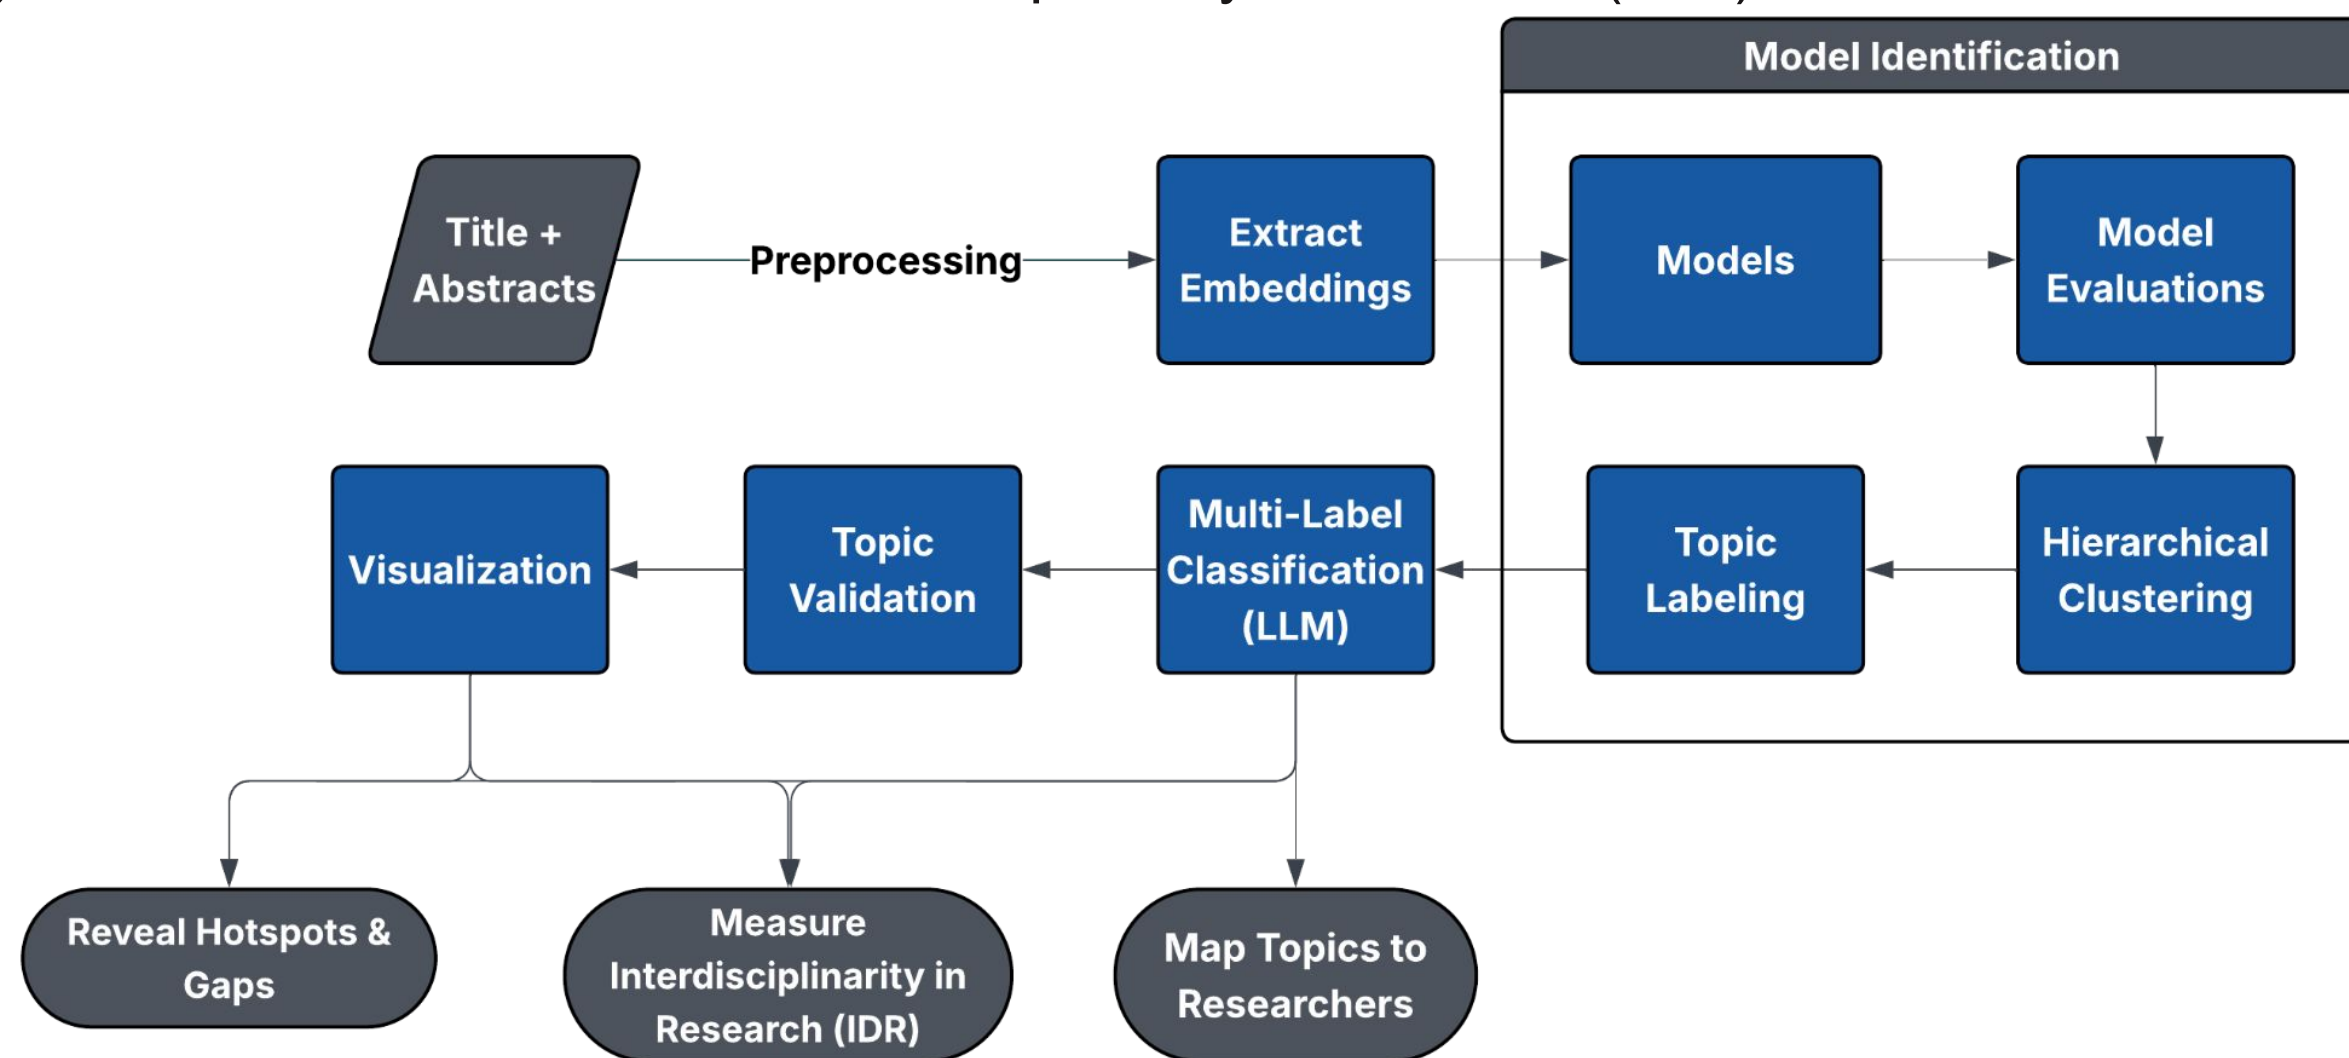 Model Identification
Title +
Abstracts
Preprocessing
Extract
Embeddings
Models
Model
Evaluations
Visualization
Topic
Validation
Multi-Label
Classification
(LLM)
Topic
Labeling
Hierarchical
Clustering
Reveal Hotspots &
Gaps
Measure
Interdisciplinarity in
Research (IDR)
Map Topics to
Researchers